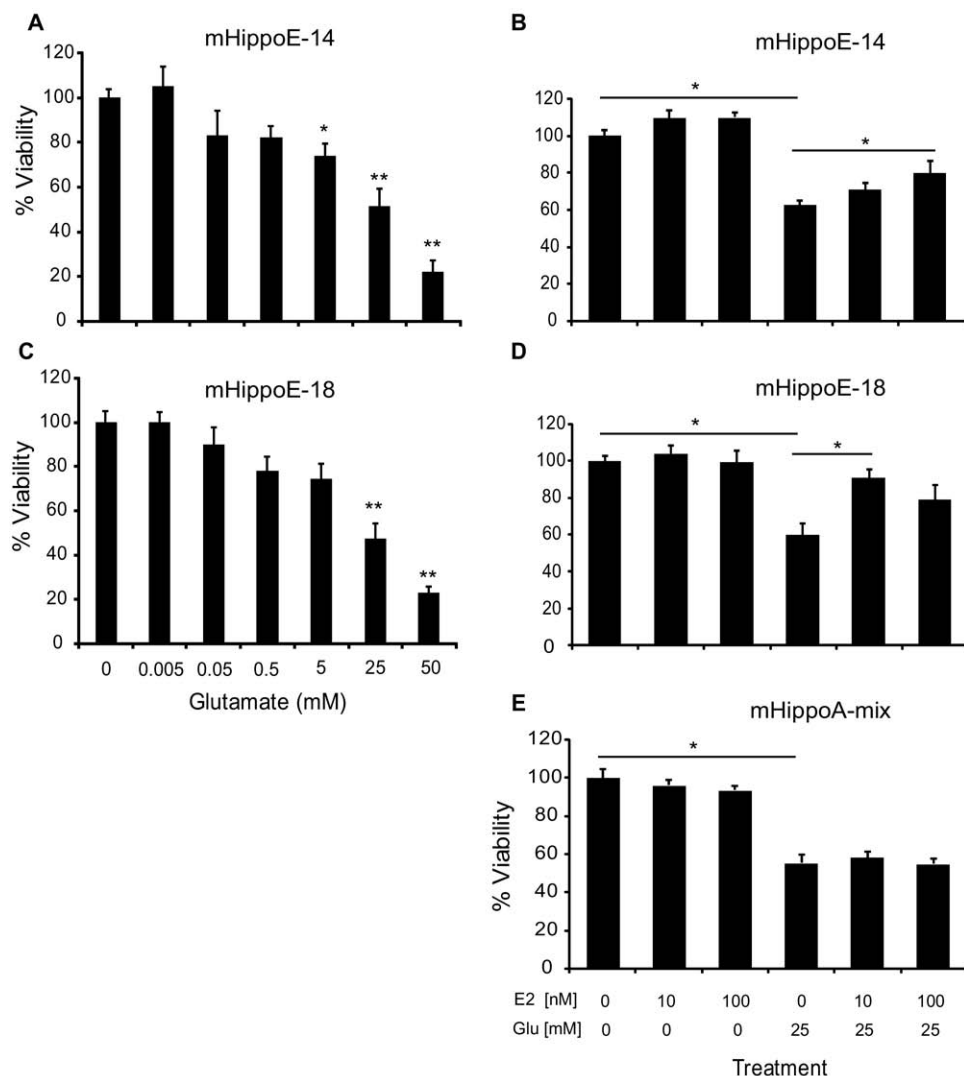 A
mHippoE-14
% Viability
120
100
80
60
40
20
0
*
**
**
B
mHippoE-14
120
100
80
60
40
20
0
*
*
C
mHippoE-18
% Viability
120
100
80
60
40
20
0
**
**
0 0.005 0.05 0.5 5 25 50
Glutamate (mM)
D
mHippoE-18
120
100
80
60
40
20
0
*
*
E
mHippoA-mix
% Viability
120
100
80
60
40
20
0
*
E2 [nM] 0 10 100 0 10 100
Glu [mM] 0 0 0 25 25 25
Treatment